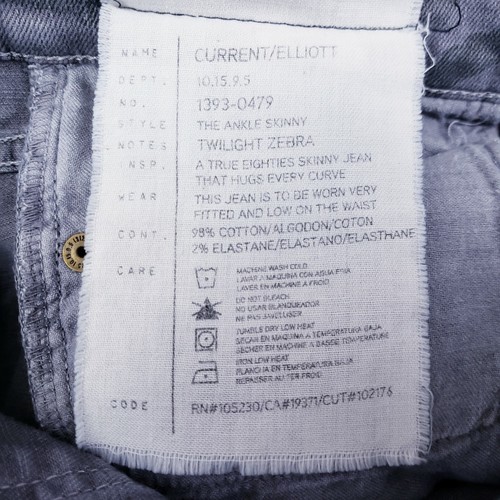 NAME CURRENT/ELLIOTT
DEPT. 10.15.9.5
NO. 1393-0479
STYLE THE ANKLE SKINNY
NOTES TWILIGHT ZEBRA
INSP. A TRUE EIGHTIES SKINNY JEAN
THAT HUGS EVERY CURVE
WEAR THIS JEAN IS TO BE WORN VERY
FITTED AND LOW ON THE WAIST
CONT. 98% COTTON/ALGODON/COTON
2% ELASTANE/ELASTANO/ELASTHANE
CARE MACHINE WASH COLD
LAVAR A MAQUINA CON AGUA FRIA
LAVER EN MACHINE A FROID
DO NOT BLEACH
NO USAR BLANQUEADOR
NE PAS JAVELLISER
TUMBLE DRY LOW HEAT
SECAR EN MAQUINA A TEMPERATURA BAJA
SECHER EN MACHINE A BASSE TEMPERATURE
IRON LOW HEAT
PLANCHA EN TEMPERATURA BAJA
REPASSER AU FER FROID
CODE RN#105230/CA#19371/CUT#102176